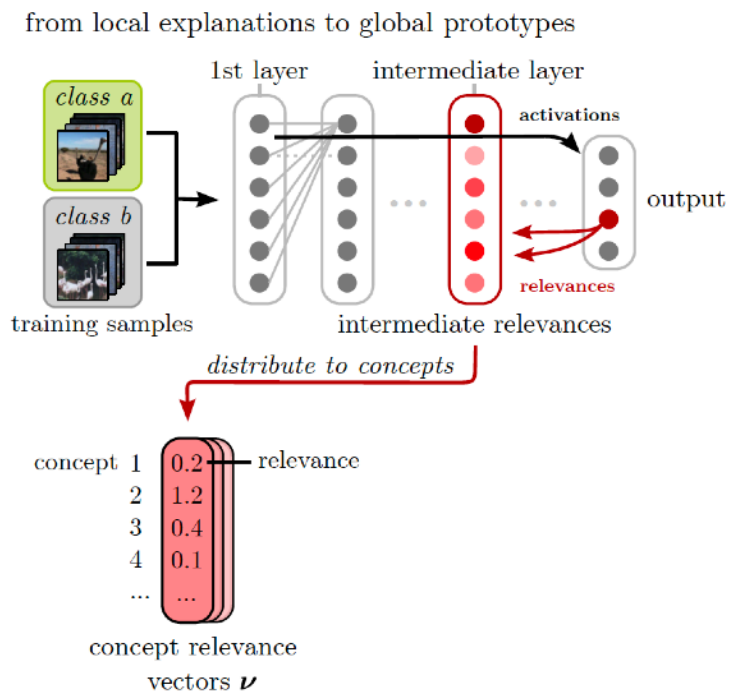 from local explanations to global prototypes
1st layer
intermediate layer
class a
activations
class b
output
relevances
training samples
intermediate relevances
distribute to concepts
concept 1 0.2 relevance
2 1.2
3 0.4
4 0.1
... ...
concept relevance
vectors ν